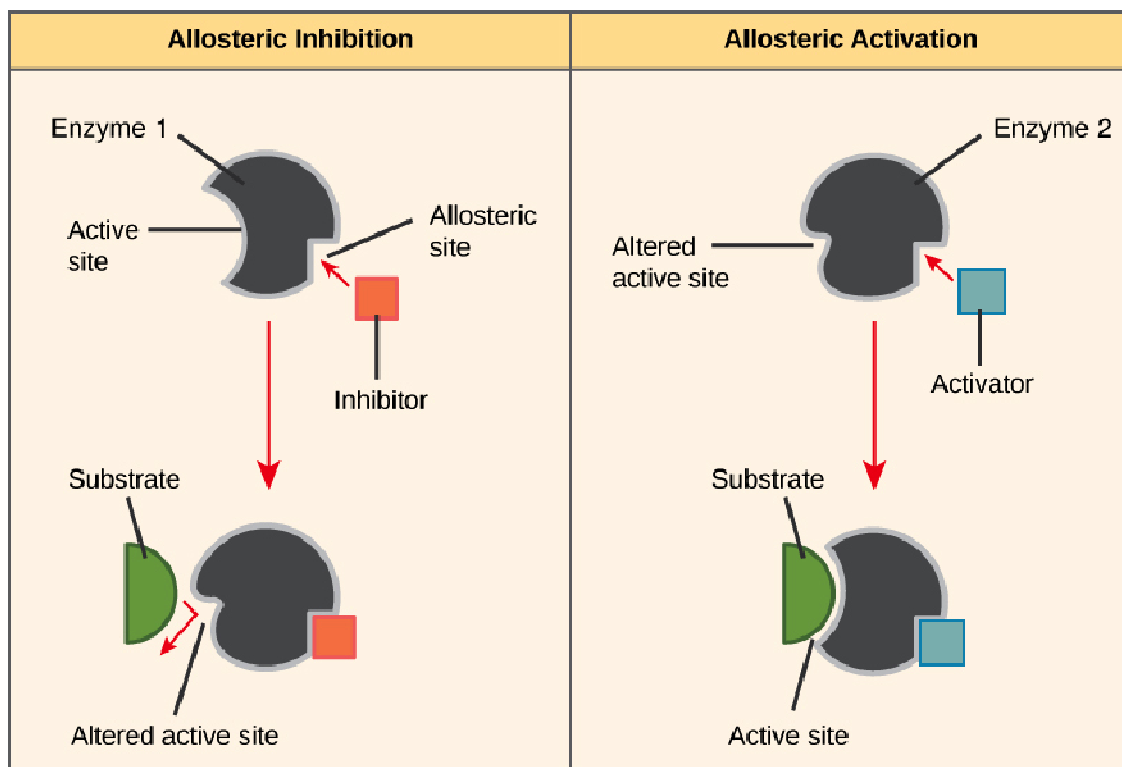 Allosteric Inhibition
Allosteric Activation
Enzyme 1
Active
site
Allosteric
site
Inhibitor
Substrate
Altered active site
Enzyme 2
Altered
active site
Activator
Substrate
Active site